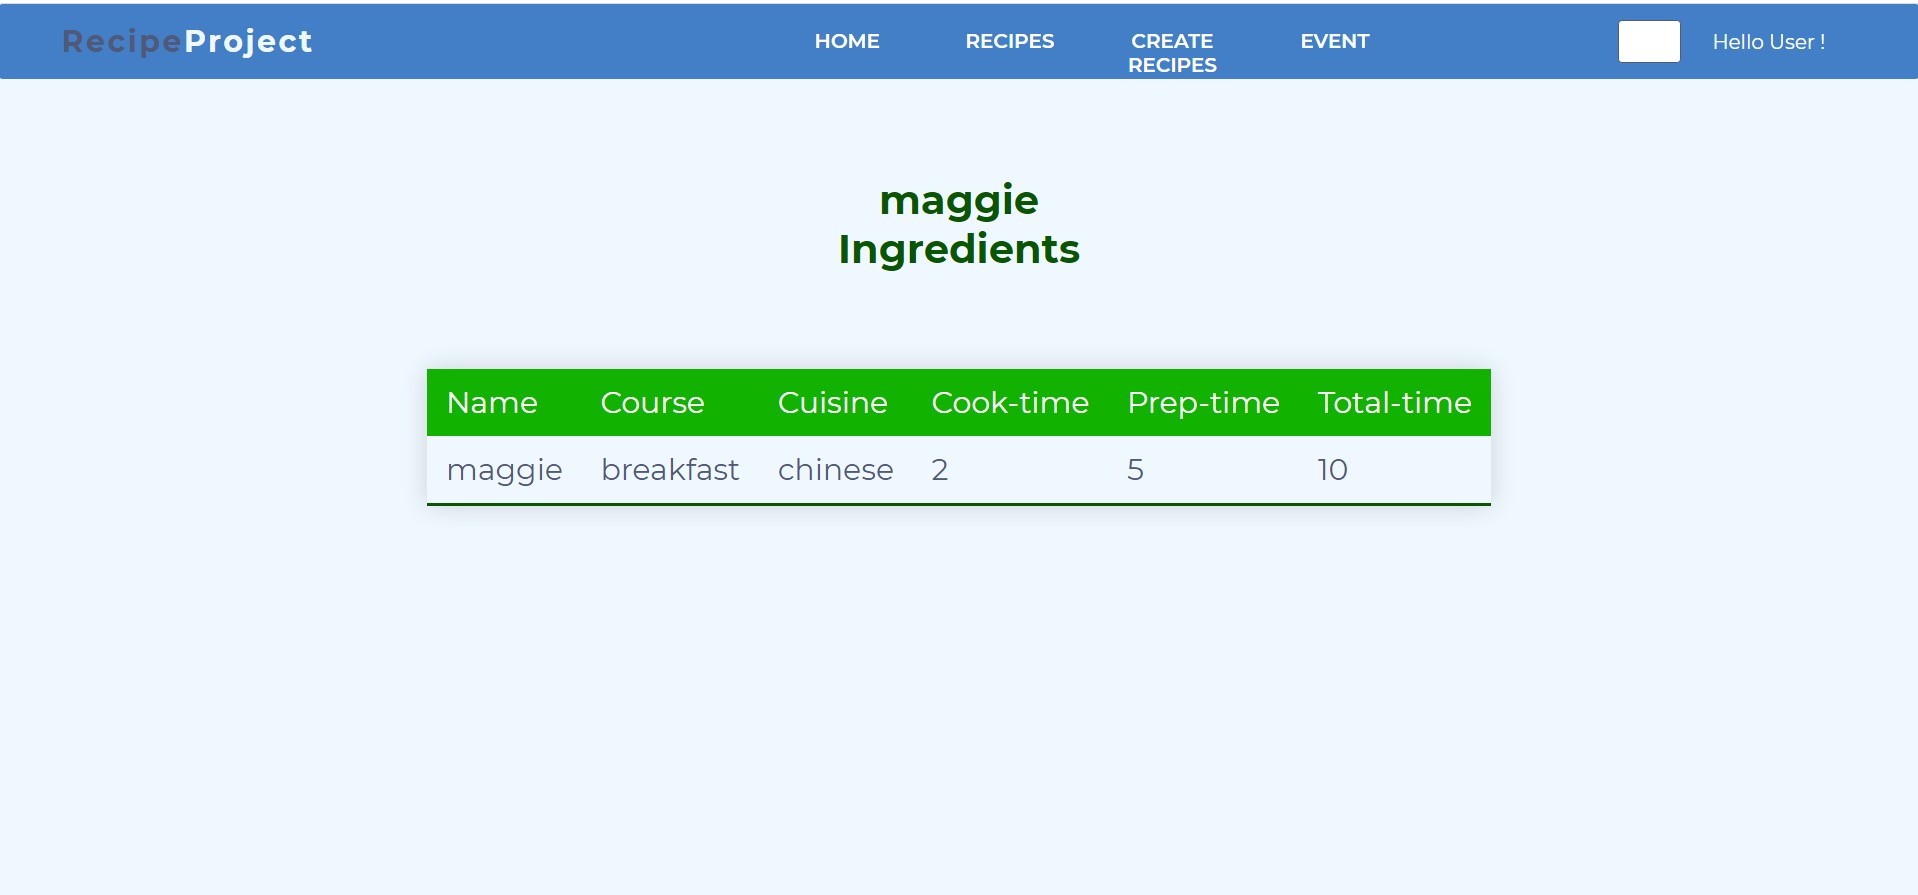 RecipeProject HOME RECIPES CREATE RECIPES EVENT Hello User !
maggie
Ingredients
Name Course Cuisine Cook-time Prep-time Total-time
maggie breakfast chinese 2 5 10